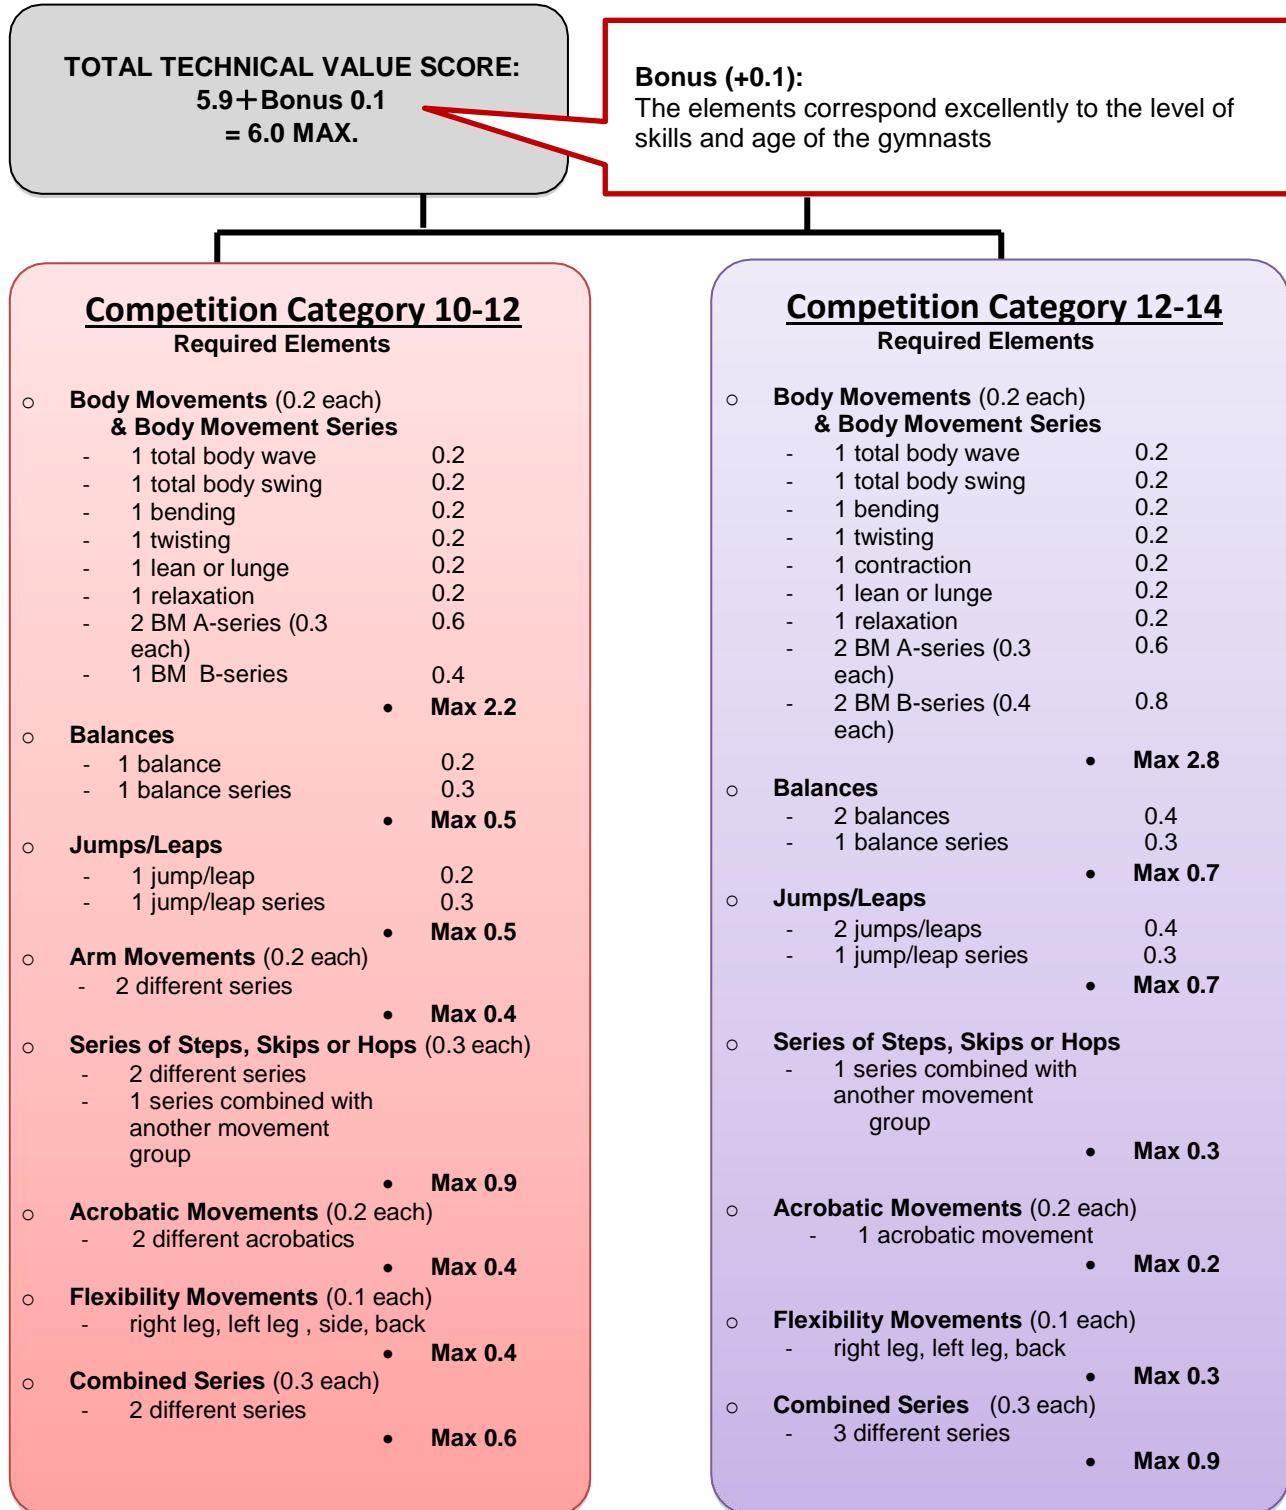 TOTAL TECHNICAL VALUE SCORE:
5.9＋Bonus 0.1
= 6.0 MAX.
Bonus (+0.1):
The elements correspond excellently to the level of
skills and age of the gymnasts
Competition Category 10-12
Required Elements
o Body Movements (0.2 each)
& Body Movement Series
- 1 total body wave 0.2
- 1 total body swing 0.2
- 1 bending 0.2
- 1 twisting 0.2
- 1 lean or lunge 0.2
- 1 relaxation 0.2
- 2 BM A-series (0.3 0.6
each)
- 1 BM B-series 0.4
• Max 2.2
o Balances
- 1 balance 0.2
- 1 balance series 0.3
• Max 0.5
o Jumps/Leaps
- 1 jump/leap 0.2
- 1 jump/leap series 0.3
• Max 0.5
o Arm Movements (0.2 each)
- 2 different series
• Max 0.4
o Series of Steps, Skips or Hops (0.3 each)
- 2 different series
- 1 series combined with
another movement
group
• Max 0.9
o Acrobatic Movements (0.2 each)
- 2 different acrobatics
• Max 0.4
o Flexibility Movements (0.1 each)
- right leg, left leg , side, back
• Max 0.4
o Combined Series (0.3 each)
- 2 different series
• Max 0.6
Competition Category 12-14
Required Elements
o Body Movements (0.2 each)
& Body Movement Series
- 1 total body wave 0.2
- 1 total body swing 0.2
- 1 bending 0.2
- 1 twisting 0.2
- 1 contraction 0.2
- 1 lean or lunge 0.2
- 1 relaxation 0.2
- 2 BM A-series (0.3 0.6
each)
- 2 BM B-series (0.4 0.8
each)
• Max 2.8
o Balances
- 2 balances 0.4
- 1 balance series 0.3
• Max 0.7
o Jumps/Leaps
- 2 jumps/leaps 0.4
- 1 jump/leap series 0.3
• Max 0.7
o Series of Steps, Skips or Hops
- 1 series combined with
another movement
group
• Max 0.3
o Acrobatic Movements (0.2 each)
- 1 acrobatic movement
• Max 0.2
o Flexibility Movements (0.1 each)
- right leg, left leg, back
• Max 0.3
o Combined Series (0.3 each)
- 3 different series
• Max 0.9